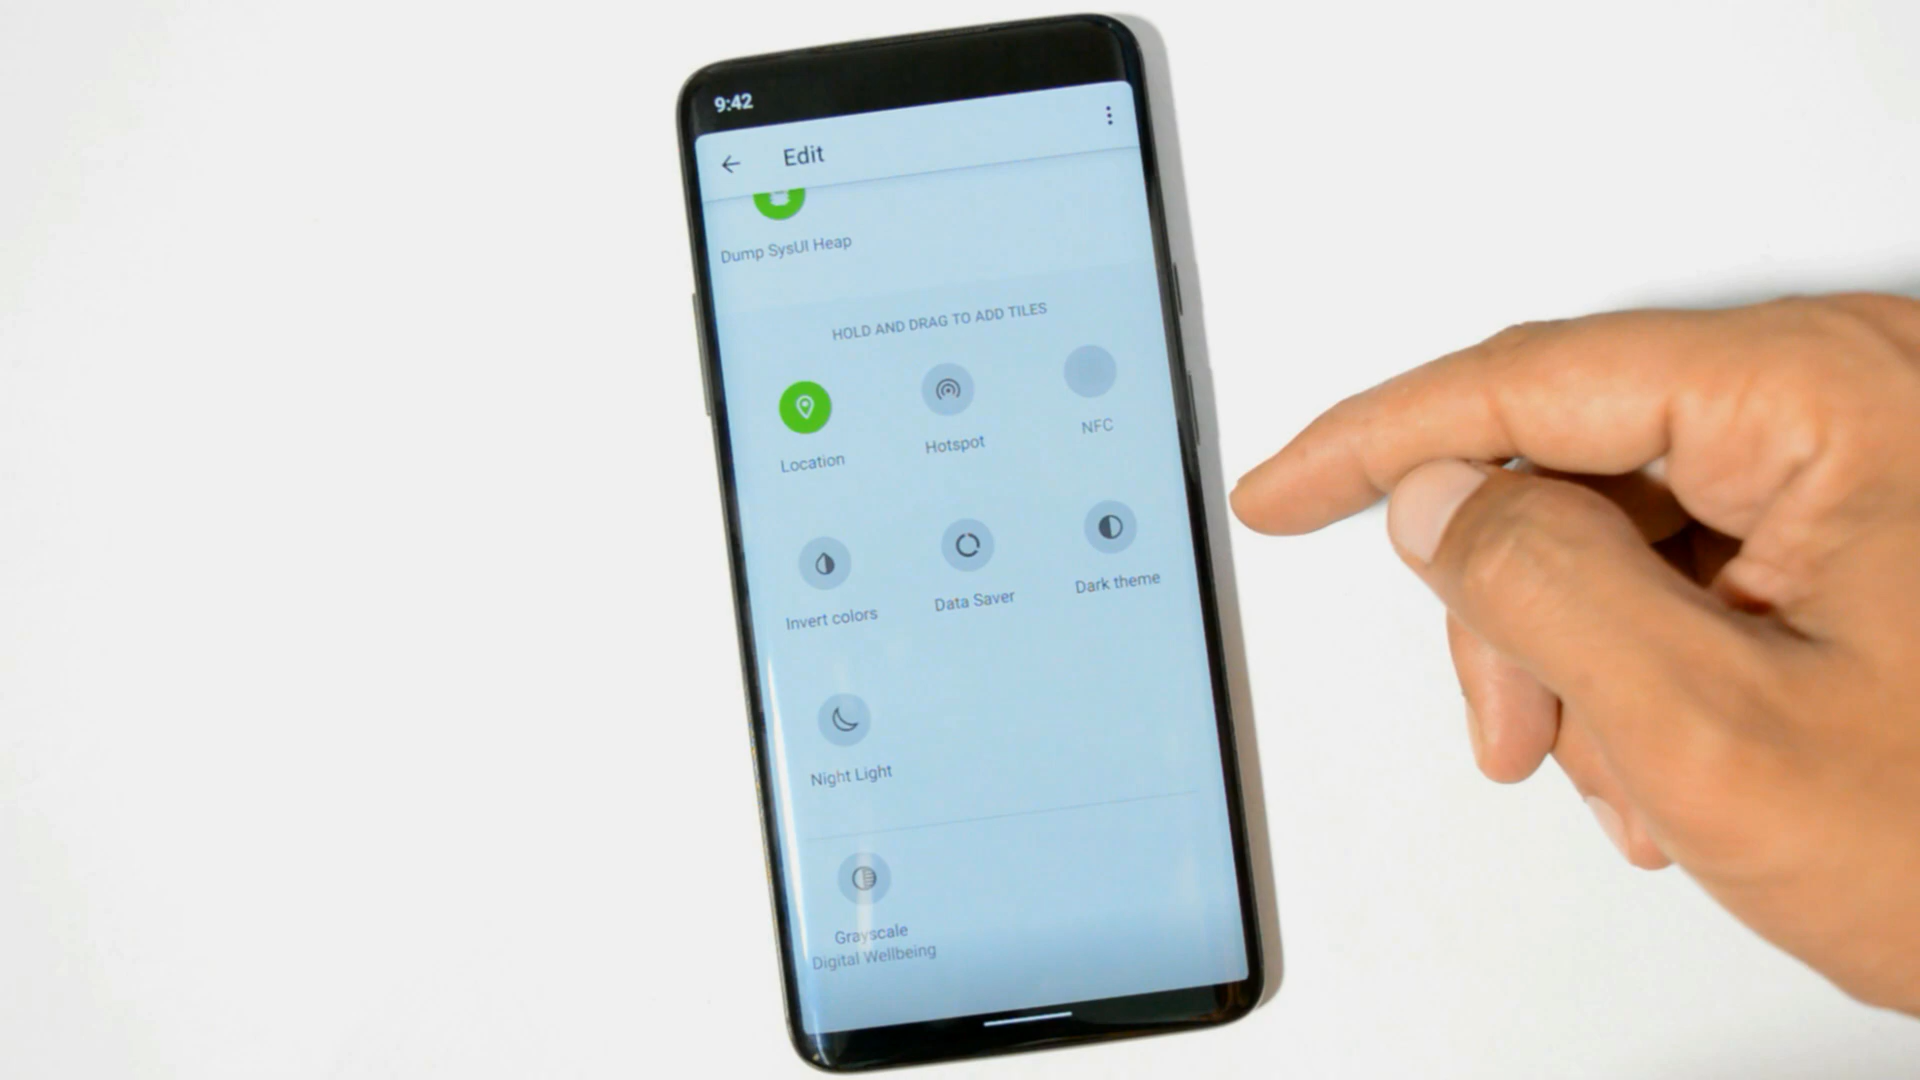 9:42
Edit
Dump SysUI Heap
HOLD AND DRAG TO ADD TILES
Location
Hotspot
NFC
Invert colors
Data Saver
Dark theme
Night Light
Grayscale
Digital Wellbeing